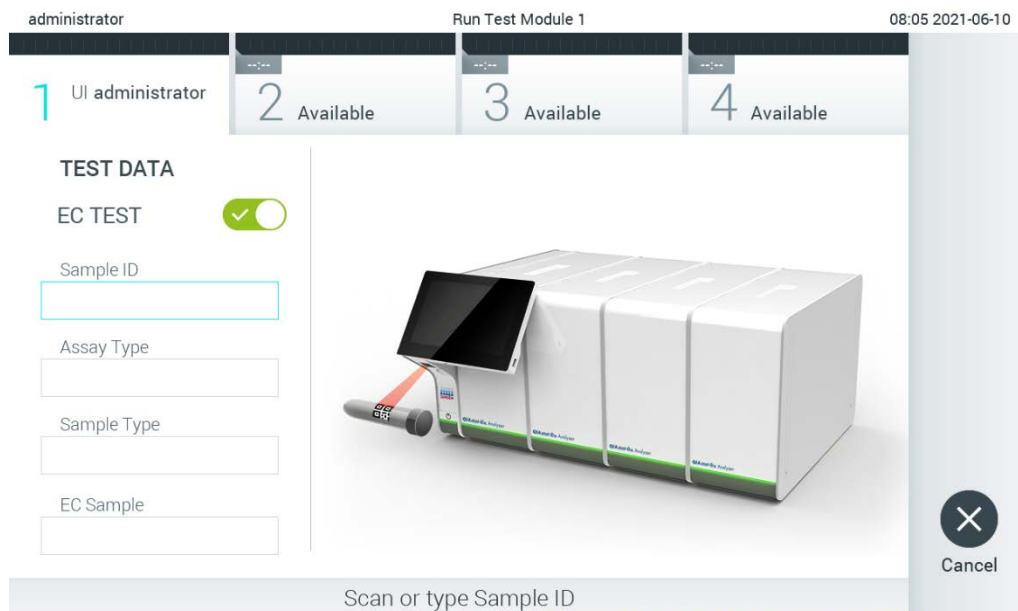 administrator Run Test Module 1 08:05 2021-06-10
--:-- --:-- --:--
1 UI administrator 2 Available 3 Available 4 Available
TEST DATA
EC TEST
Sample ID
Assay Type
Sample Type
EC Sample
Cancel
Scan or type Sample ID